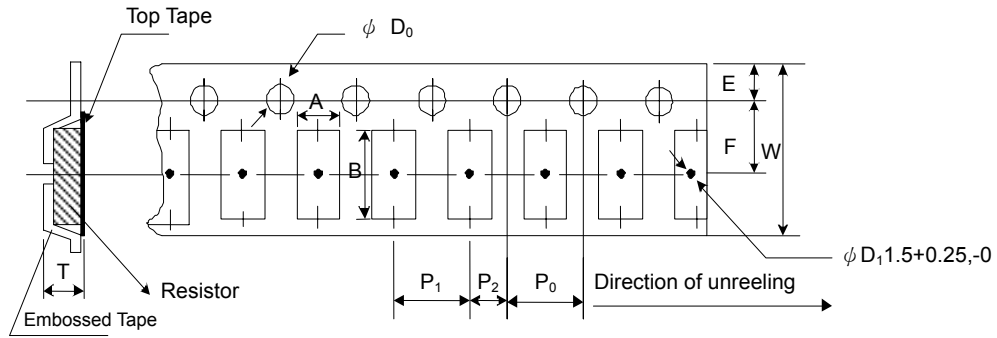 Top Tape
ϕ D₀
A
E
F
W
B
ϕ D₁ 1.5+0.25,-0
T
P₁
P₂
P₀
Direction of unreeling
Resistor
Embossed Tape